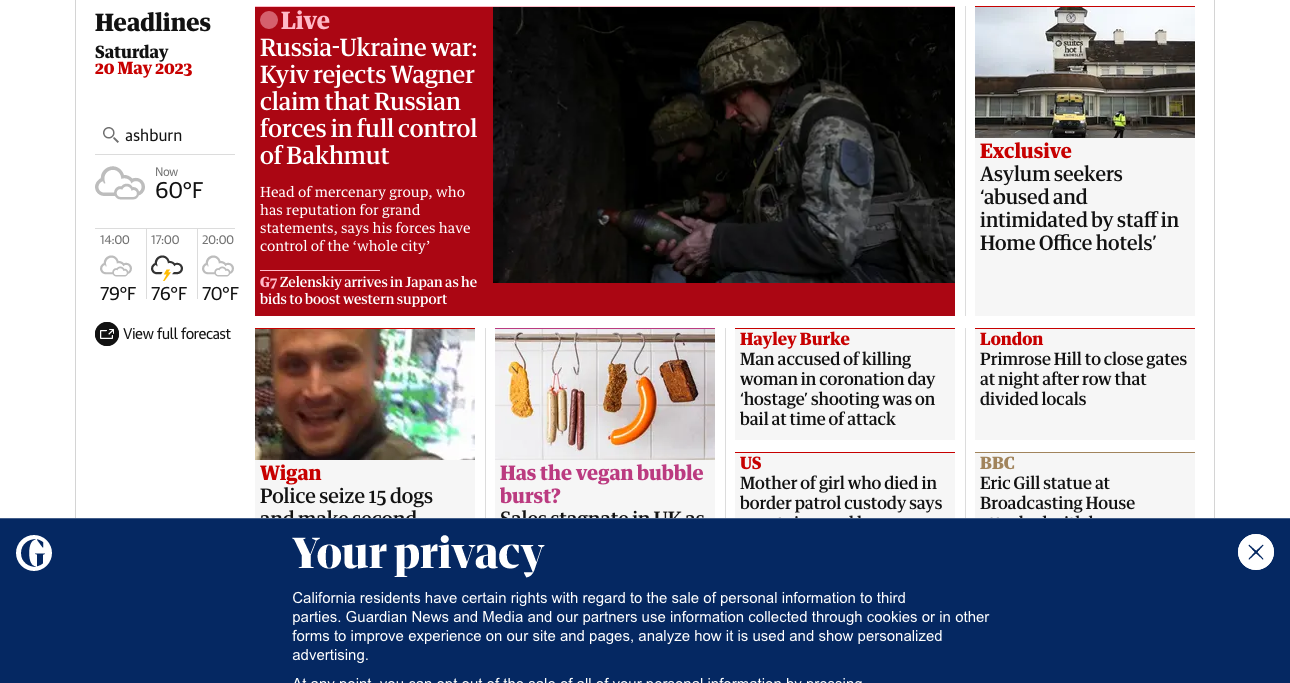 Headlines
Saturday
20 May 2023
ashburn
Now
60°F
14:00
17:00
20:00
79°F
76°F
70°F
View full forecast
Live
Russia-Ukraine war:
Kyiv rejects Wagner
claim that Russian
forces in full control
of Bakhmut
Head of mercenary group, who
has reputation for grand
statements, says his forces have
control of the ‘whole city’
G7 Zelenskiy arrives in Japan as he
bids to boost western support
suites
hotel
Exclusive
Asylum seekers
‘abused and
intimidated by staff in
Home Office hotels’
Wigan
Police seize 15 dogs
and make second
Has the vegan bubble
burst?
Sales stagnate in UK as
Hayley Burke
Man accused of killing
woman in coronation day
‘hostage’ shooting was on
bail at time of attack
London
Primrose Hill to close gates
at night after row that
divided locals
US
Mother of girl who died in
border patrol custody says
BBC
Eric Gill statue at
Broadcasting House
Your privacy
California residents have certain rights with regard to the sale of personal information to third
parties. Guardian News and Media and our partners use information collected through cookies or in other
forms to improve experience on our site and pages, analyze how it is used and show personalized
advertising.
At any point, you can opt out of the sale of all of your personal information by pressing